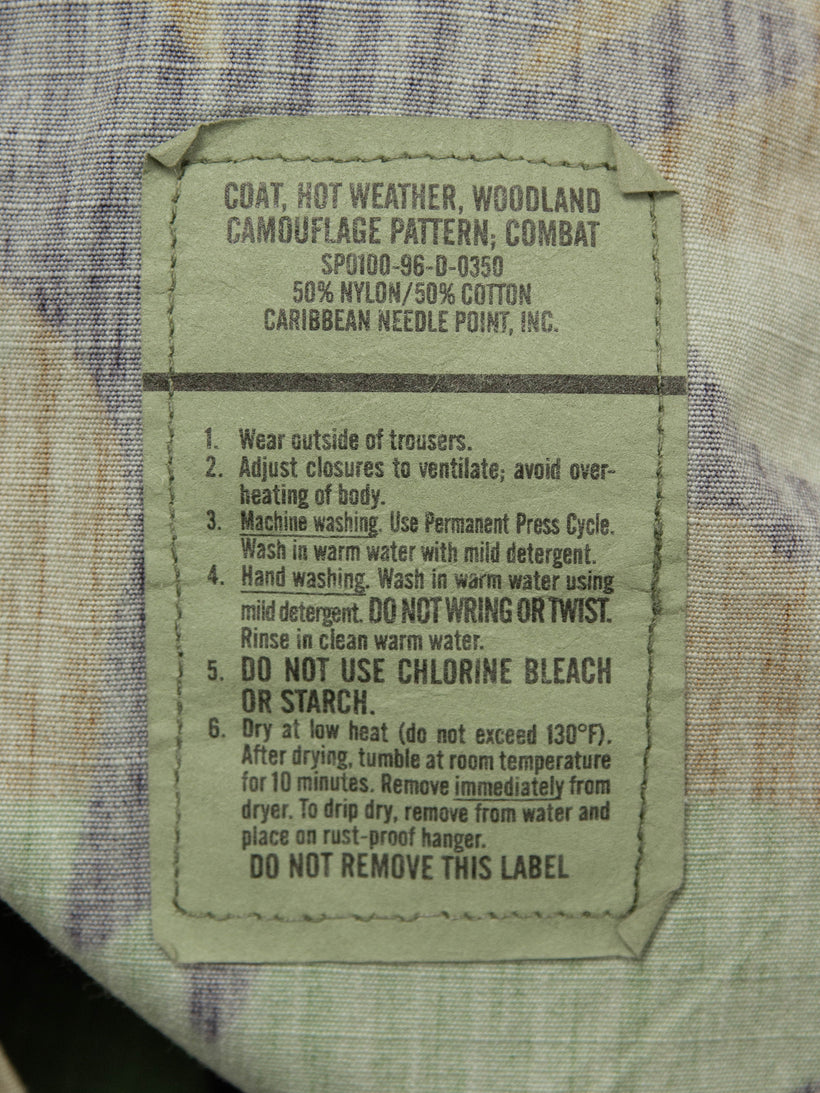 COAT, HOT WEATHER, WOODLAND
CAMOUFLAGE PATTERN; COMBAT
SP0100-96-D-0350
50% NYLON/50% COTTON
CARIBBEAN NEEDLE POINT, INC.
1. Wear outside of trousers.
2. Adjust closures to ventilate; avoid over-
heating of body.
3. Machine washing. Use Permanent Press Cycle.
Wash in warm water with mild detergent.
4. Hand washing. Wash in warm water using
mild detergent. DO NOT WRING OR TWIST.
Rinse in clean warm water.
5. DO NOT USE CHLORINE BLEACH
OR STARCH.
6. Dry at low heat (do not exceed 130°F).
After drying, tumble at room temperature
for 10 minutes. Remove immediately from
dryer. To drip dry, remove from water and
place on rust-proof hanger.
DO NOT REMOVE THIS LABEL